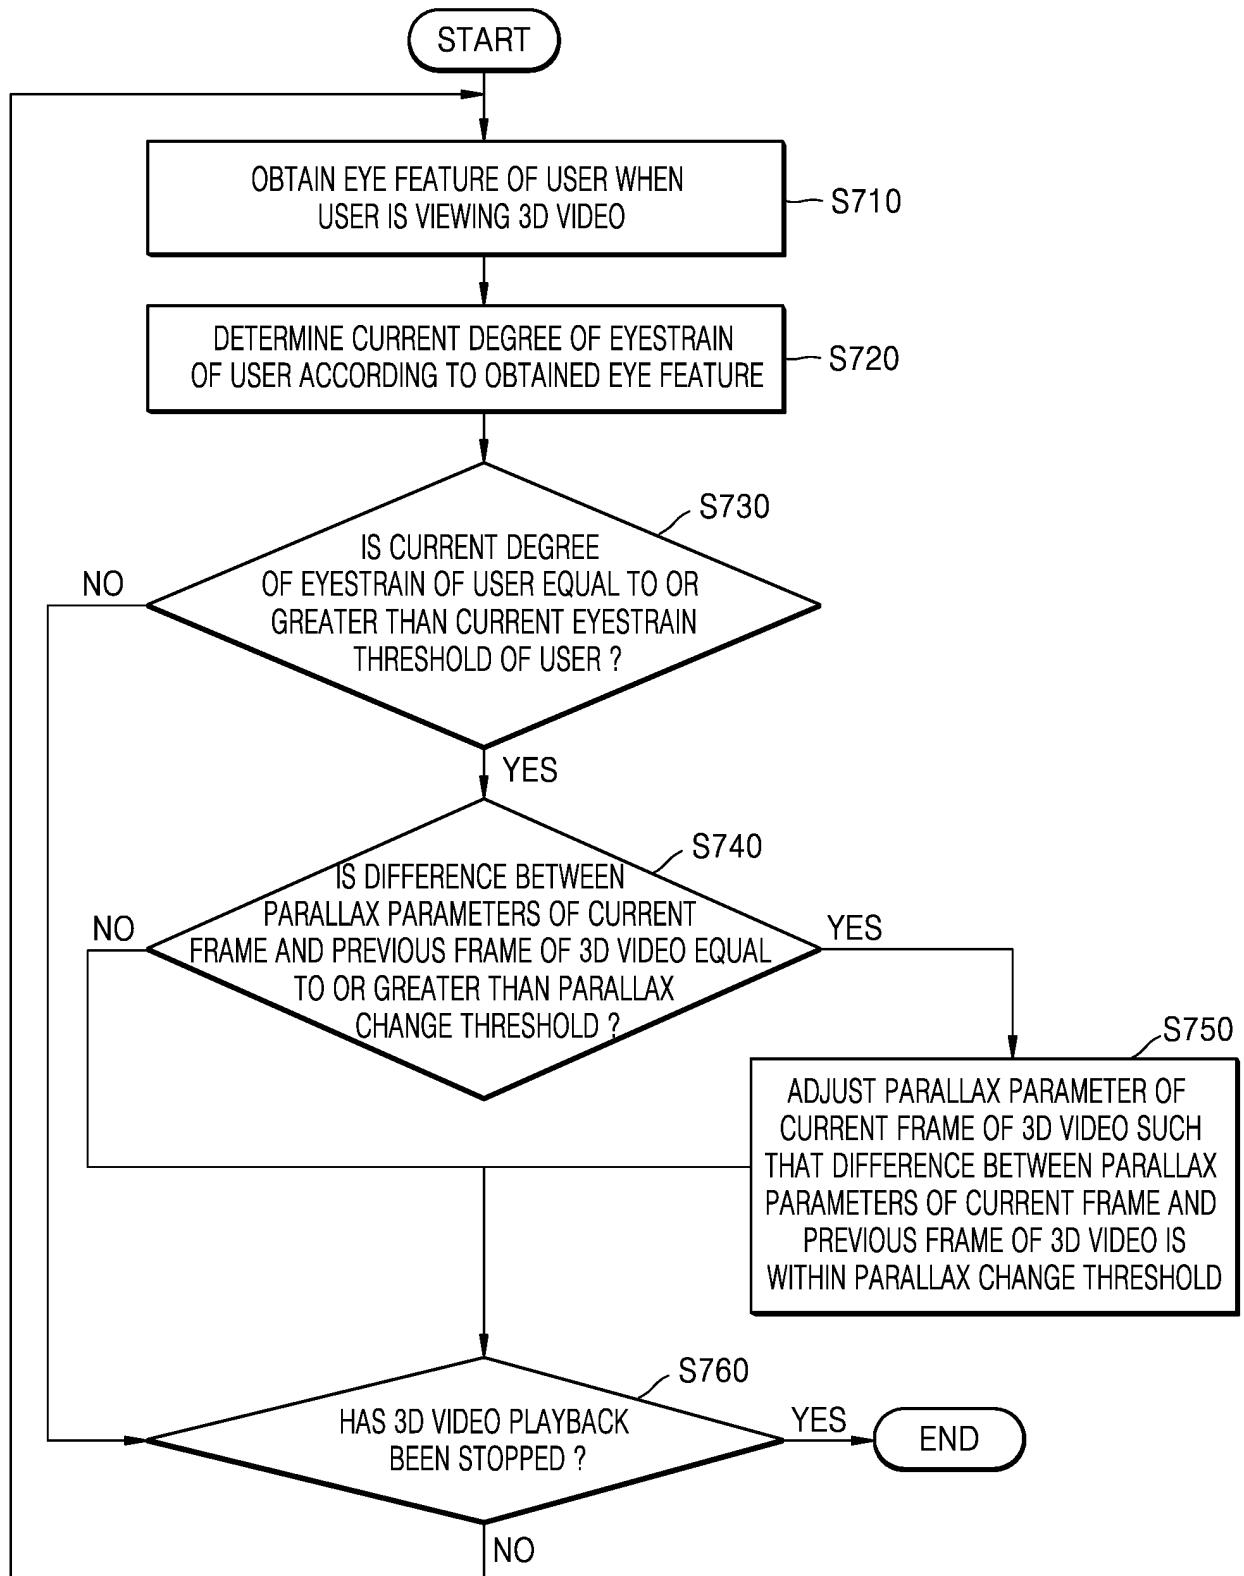 START
OBTAIN EYE FEATURE OF USER WHEN
USER IS VIEWING 3D VIDEO
S710
DETERMINE CURRENT DEGREE OF EYESTRAIN
OF USER ACCORDING TO OBTAINED EYE FEATURE
S720
S730
IS CURRENT DEGREE
OF EYESTRAIN OF USER EQUAL TO OR
GREATER THAN CURRENT EYESTRAIN
THRESHOLD OF USER ?
NO
YES
S740
IS DIFFERENCE BETWEEN
PARALLAX PARAMETERS OF CURRENT
FRAME AND PREVIOUS FRAME OF 3D VIDEO EQUAL
TO OR GREATER THAN PARALLAX
CHANGE THRESHOLD ?
NO
YES
S750
ADJUST PARALLAX PARAMETER OF
CURRENT FRAME OF 3D VIDEO SUCH
THAT DIFFERENCE BETWEEN PARALLAX
PARAMETERS OF CURRENT FRAME AND
PREVIOUS FRAME OF 3D VIDEO IS
WITHIN PARALLAX CHANGE THRESHOLD
S760
HAS 3D VIDEO PLAYBACK
BEEN STOPPED ?
YES
END
NO